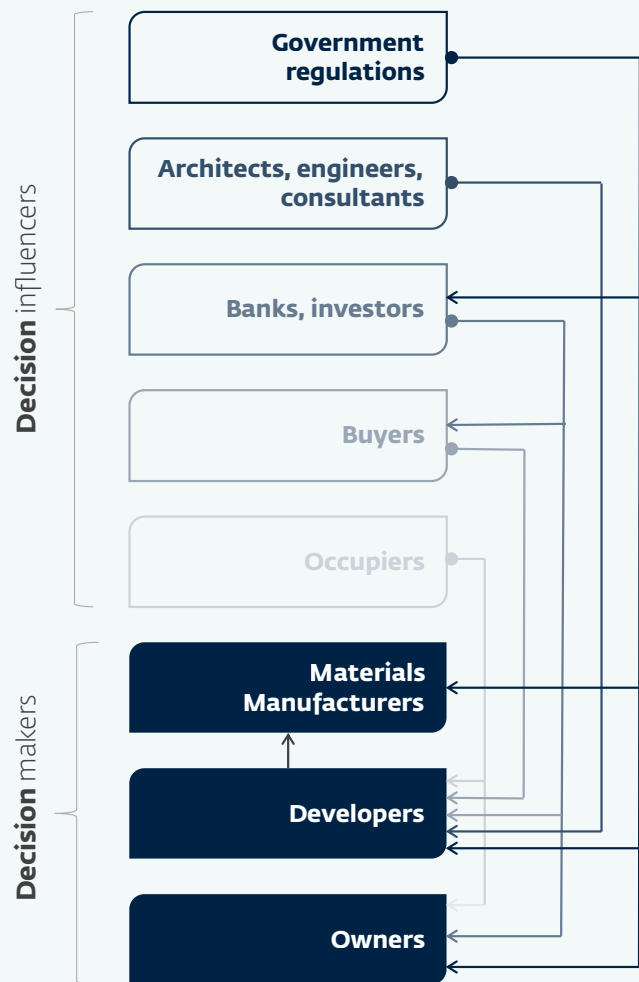 Decision influencers
Government
regulations
Architects, engineers,
consultants
Banks, investors
Buyers
Occupiers
Decision makers
Materials
Manufacturers
Developers
Owners